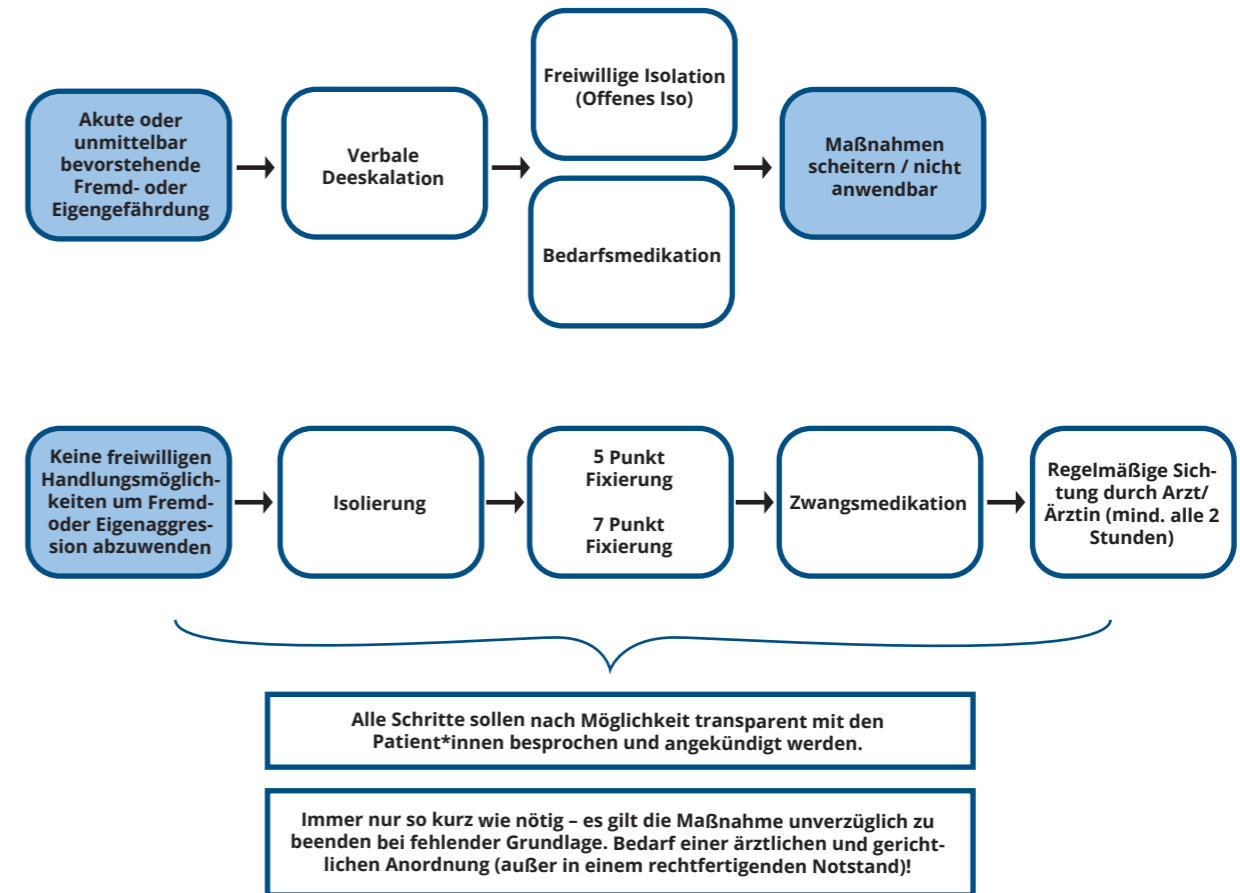 Akute oder
unmittelbar
bevorstehende
Fremd- oder
Eigengefährdung
Verbale
Deeskalation
Freiwillige Isolation
(Offenes Iso)
Bedarfsmedikation
Maßnahmen
scheitern / nicht
anwendbar
Keine freiwilligen
Handlungsmöglich-
keiten um Fremd-
oder Eigenaggres-
sion abzuwenden
Isolierung
5 Punkt
Fixierung
7 Punkt
Fixierung
Zwangsmedikation
Regelmäßige Sich-
tung durch Arzt/
Ärztin (mind. alle 2
Stunden)
Alle Schritte sollen nach Möglichkeit transparent mit den
Patient*innen besprochen und angekündigt werden.
Immer nur so kurz wie nötig – es gilt die Maßnahme unverzüglich zu
beenden bei fehlender Grundlage. Bedarf einer ärztlichen und gericht-
lichen Anordnung (außer in einem rechtfertigenden Notstand)!